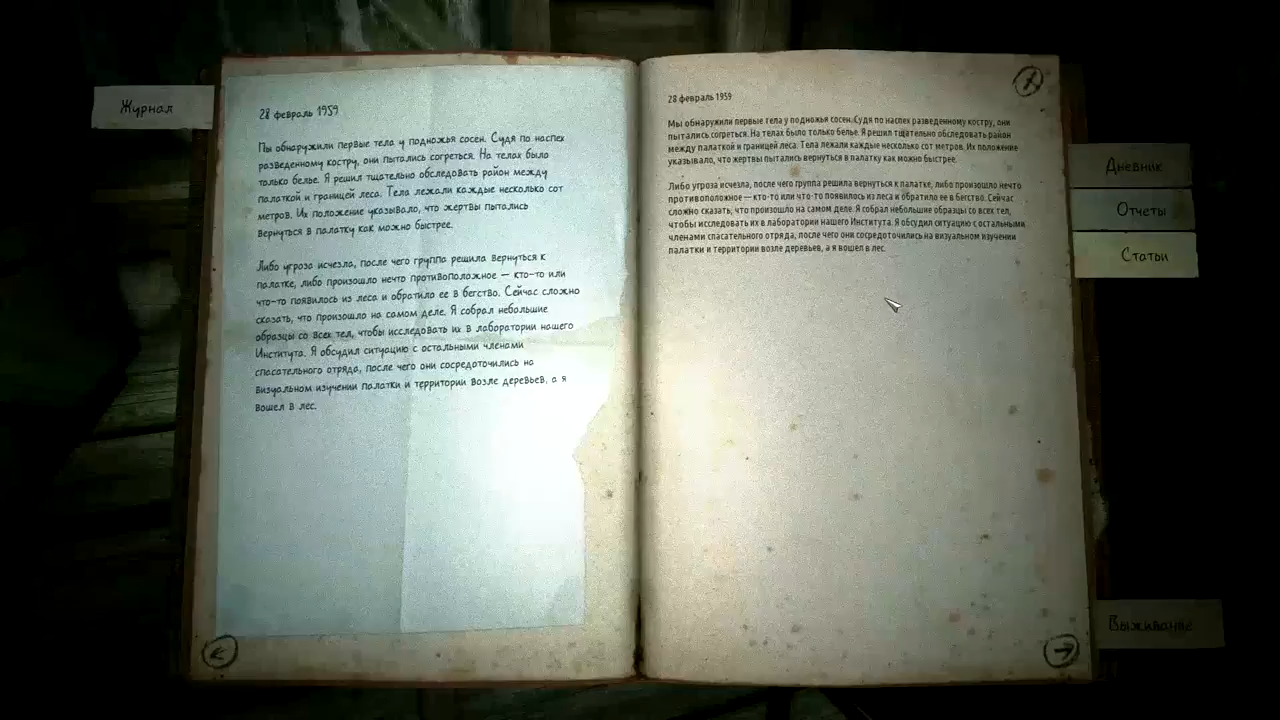 Журнал
28 февраль 1959
Пы обнаружили первые тела у подножья сосен. Судя по наспех
разведенному костру, они пытались согреться. На телах было
только белье. Я решил тщательно обследовать район между
палаткой и границей леса. Тела лежали каждые несколько сот
метров. Их положение указывало, что жертвы пытались
вернуться в палатку как можно быстрее.
Либо угроза исчезла, после чего группа решила вернуться к
палатке, либо произошло нечто противоположное — кто-то или
что-то появилось из леса и обратило ее в бегство. Сейчас сложно
сказать, что произошло на самом деле. Я собрал небольшие
образцы со всех тел, чтобы исследовать их в лаборатории нашего
Института. Я обсудил ситуацию с остальными членами
спасательного отряда, после чего они сосредоточились на
визуальном изучении палатки и территории возле деревьев, а я
вошел в лес.
28 февраль 1959
Мы обнаружили первые тела у подножья сосен. Судя по наспех разведенному костру, они
пытались согреться. На телах было только белье. Я решил тщательно обследовать район
между палаткой и границей леса. Тела лежали каждые несколько сот метров. Их положение
указывало, что жертвы пытались вернуться в палатку как можно быстрее.
Либо угроза исчезла, после чего группа решила вернуться к палатке, либо произошло нечто
противоположное — кто-то или что-то появилось из леса и обратило ее в бегство. Сейчас
сложно сказать, что произошло на самом деле. Я собрал небольшие образцы со всех тел,
чтобы исследовать их в лаборатории нашего Института. Я обсудил ситуацию с остальными
членами спасательного отряда, после чего они сосредоточились на визуальном изучении
палатки и территории возле деревьев, а я вошел в лес.
Дневник
Отчеты
Статьи
Выживание